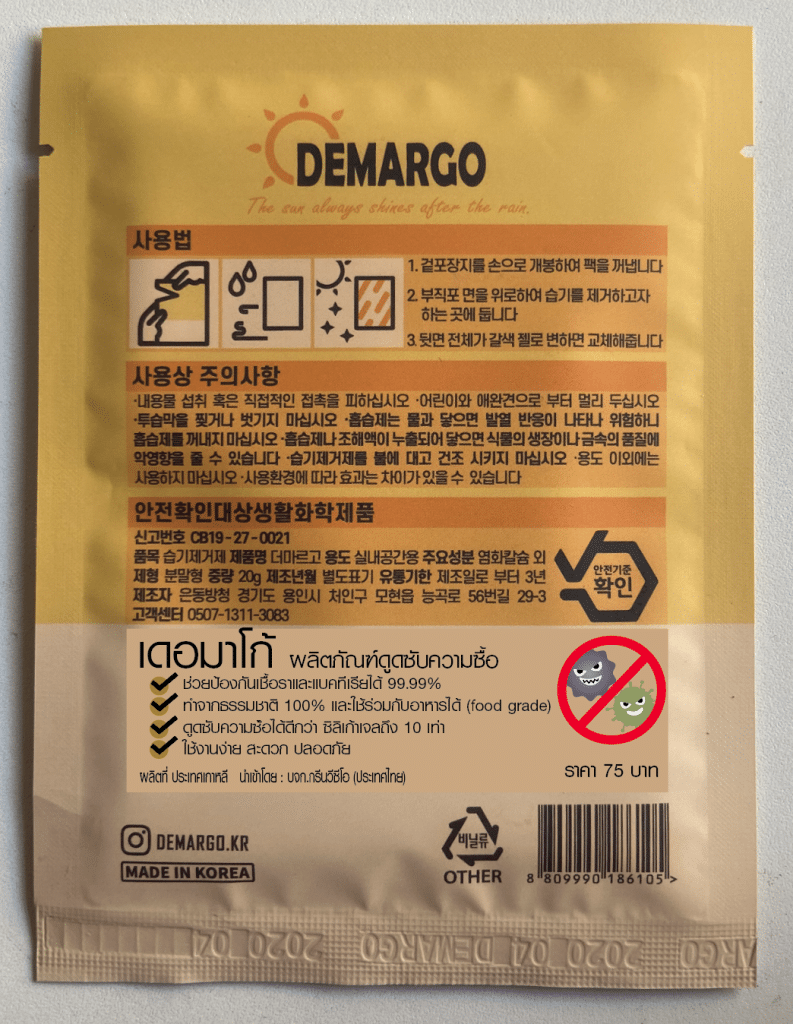 DEMARGO
The sun always shines after the rain.
사용법
1. 겉포장지를 손으로 개봉하여 팩을 꺼냅니다
2. 부직포 면을 위로하여 습기를 제거하고자
하는 곳에 둡니다
3. 뒷면 전체가 갈색 젤로 변하면 교체해줍니다
사용상 주의사항
·내용물 섭취 혹은 직접적인 접촉을 피하십시오 ·어린이와 애완견으로 부터 멀리 두십시오
·투습막을 찢거나 벗기지 마십시오 ·흡습제는 물과 닿으면 발열 반응이 나타나 위험하니
흡습제를 꺼내지 마십시오 ·흡습제나 조해액이 누출되어 닿으면 식물의 생장이나 금속의 품질에
악영향을 줄 수 있습니다 ·습기제거제를 불에 대고 건조 시키지 마십시오 ·용도 이외에는
사용하지 마십시오 ·사용환경에 따라 효과는 차이가 있을 수 있습니다
안전확인대상생활화학제품
신고번호 CB19-27-0021
품목 습기제거제 제품명 더마르고 용도 실내공간용 주요성분 염화칼슘 외
제형 분말형 중량 20g 제조년월 별도표기 유통기한 제조일로 부터 3년
제조자 은동방청 경기도 용인시 처인구 모현읍 능곡로 56번길 29-3
고객센터 0507-1311-3083
안전기준
확인
เดอมาโก้ ผลิตภัณฑ์ดูดซับความชื้อ
ช่วยป้องกันเชื้อราและแบคทีเรียได้ 99.99%
ทำจากธรรมชาติ 100% และใช้ร่วมกับอาหารได้ (food grade)
ดูดซับความช้ือได้ดีกว่า ซิลิเก้าเจลถึง 10 เท่า
ใช้งานง่าย สะดวก ปลอดภัย
ผลิตที่ ประเทศเกาหลี นำเข้าโดย : บจก.กรีนวีซีโอ (ประเทศไทย)
ราคา 75 บาท
DEMARGO.KR
MADE IN KOREA
비닐류
OTHER
8 809990 186105 >
2020 04 DEMARGO 2020 04 DEMARGO